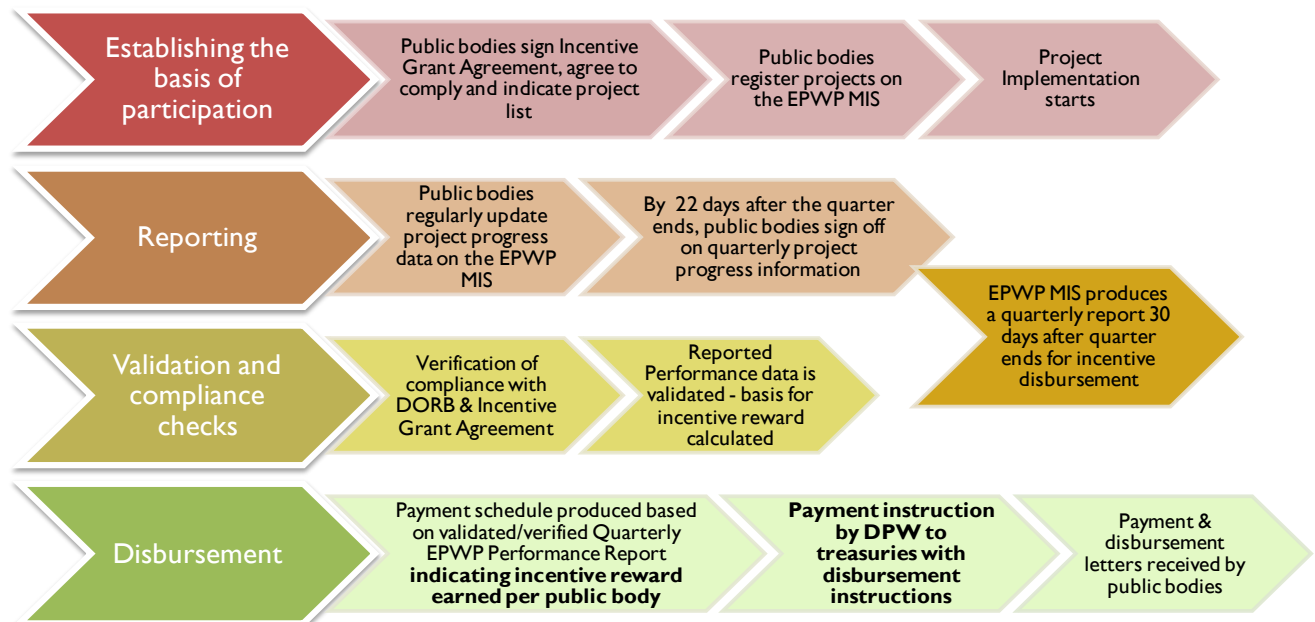 Establishing the
basis of
participation
Public bodies sign Incentive
Grant Agreement, agree to
comply and indicate project
list
Public bodies
register projects on
the EPWP MIS
Project
Implementation
starts
Reporting
Public bodies
regularly update
project progress
data on the EPWP
MIS
By 22 days after the quarter
ends, public bodies sign off
on quarterly project
progress information
EPWP MIS produces
a quarterly report 30
days after quarter
ends for incentive
disbursement
Validation and
compliance
checks
Verification of
compliance with
DORB & Incentive
Grant Agreement
Reported
Performance data is
validated - basis for
incentive reward
calculated
Disbursement
Payment schedule produced based
on validated/verified Quarterly
EPWP Performance Report
indicating incentive reward
earned per public body
Payment instruction
by DPW to
treasuries with
disbursement
instructions
Payment &
disbursement
letters received by
public bodies